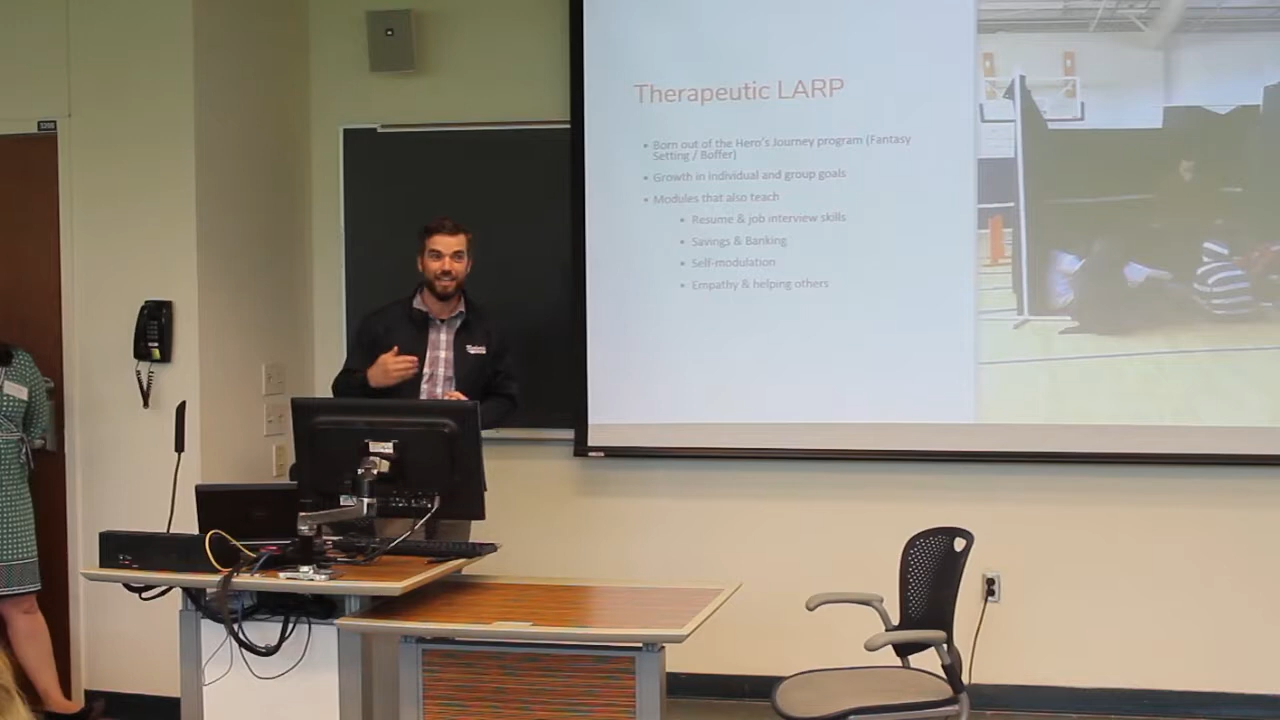 3266
Therapeutic LARP
• Born out of the Hero's Journey program (Fantasy
Setting / Boffer)
• Growth in individual and group goals
• Modules that also teach
• Resume & job interview skills
• Savings & Banking
• Self-modulation
• Empathy & helping others